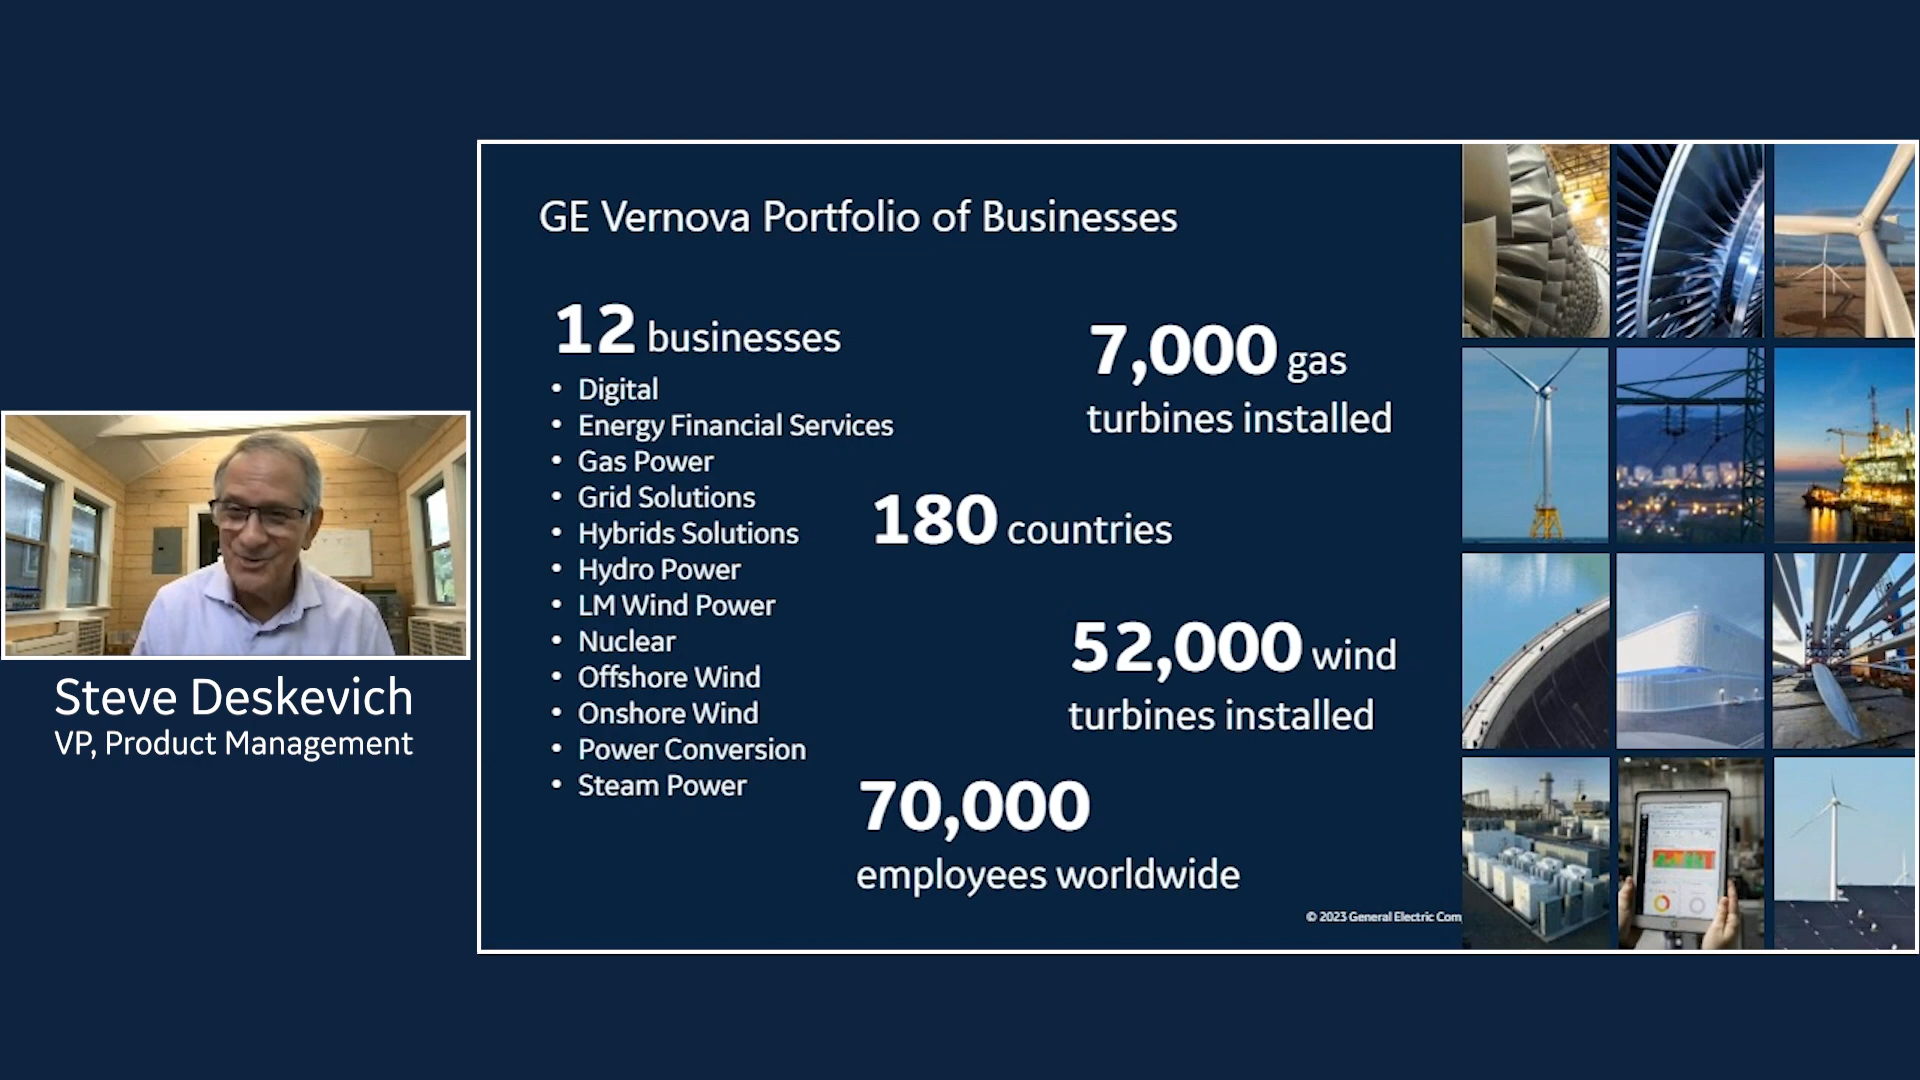 GE Vernova Portfolio of Businesses
12 businesses
• Digital
• Energy Financial Services
• Gas Power
• Grid Solutions
• Hybrids Solutions
• Hydro Power
• LM Wind Power
• Nuclear
• Offshore Wind
• Onshore Wind
• Power Conversion
• Steam Power
7,000 gas
turbines installed
180 countries
52,000 wind
turbines installed
70,000
employees worldwide
© 2023 General Electric Com
Steve Deskevich
VP, Product Management